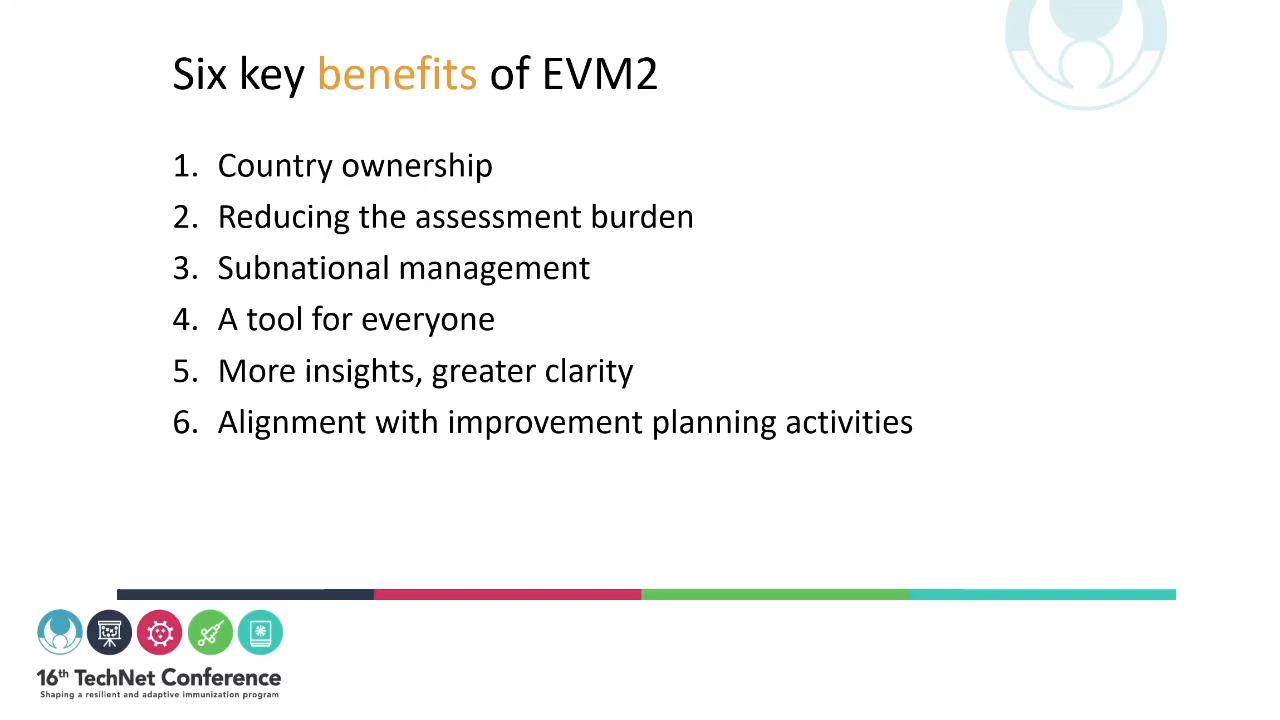 Six key benefits of EVM2
1. Country ownership
2. Reducing the assessment burden
3. Subnational management
4. A tool for everyone
5. More insights, greater clarity
6. Alignment with improvement planning activities
16th TechNet Conference
Shaping a resilient and adaptive immunization program